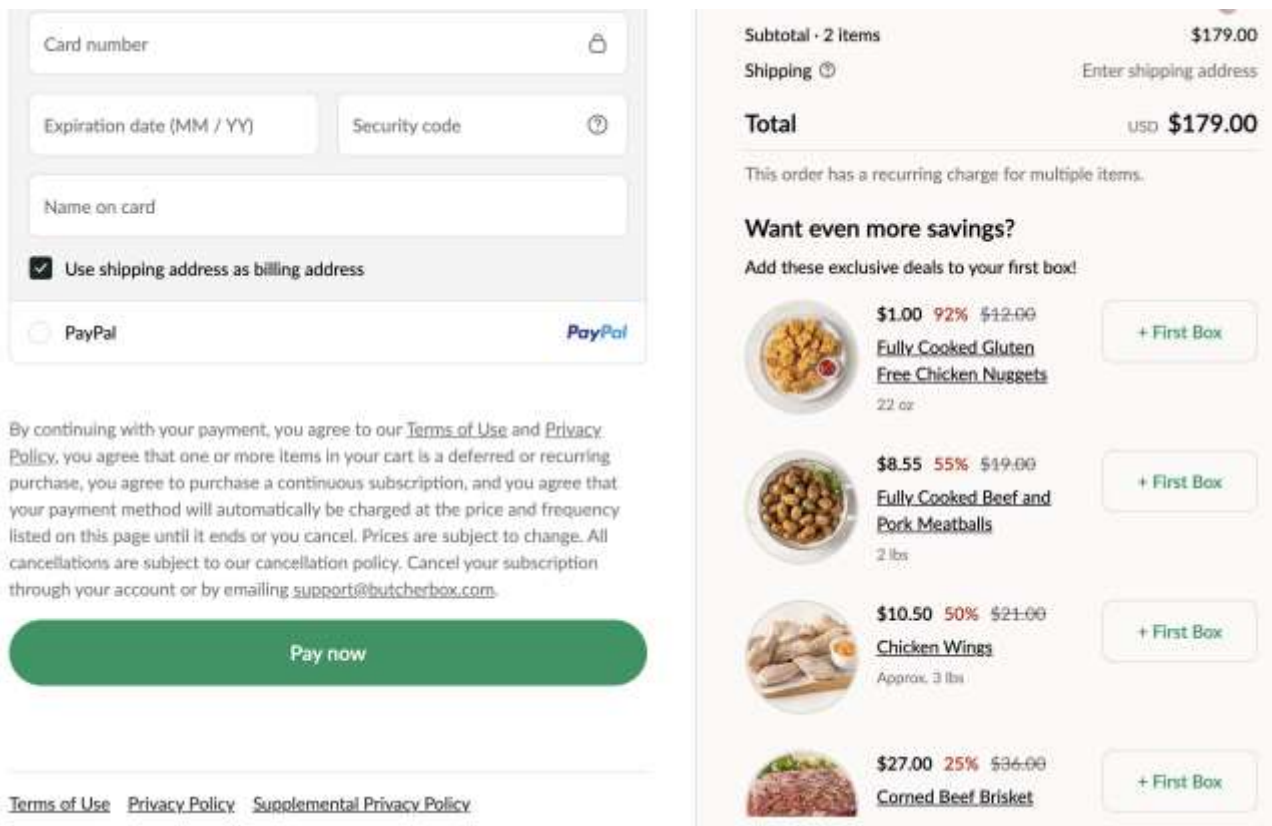 Card number
Expiration date (MM / YY)
Security code
Name on card
Use shipping address as billing address
PayPal
PayPal
By continuing with your payment, you agree to our Terms of Use and Privacy
Policy, you agree that one or more items in your cart is a deferred or recurring
purchase, you agree to purchase a continuous subscription, and you agree that
your payment method will automatically be charged at the price and frequency
listed on this page until it ends or you cancel. Prices are subject to change. All
cancellations are subject to our cancellation policy. Cancel your subscription
through your account or by emailing support@butcherbox.com.
Pay now
Terms of Use Privacy Policy Supplemental Privacy Policy
Subtotal · 2 items $179.00
Shipping Enter shipping address
Total USD $179.00
This order has a recurring charge for multiple items.
Want even more savings?
Add these exclusive deals to your first box!
$1.00 92% $12.00
Fully Cooked Gluten
Free Chicken Nuggets
22 oz
+ First Box
$8.55 55% $19.00
Fully Cooked Beef and
Pork Meatballs
2 lbs
+ First Box
$10.50 50% $21.00
Chicken Wings
Approx. 3 lbs
+ First Box
$27.00 25% $36.00
Corned Beef Brisket
+ First Box